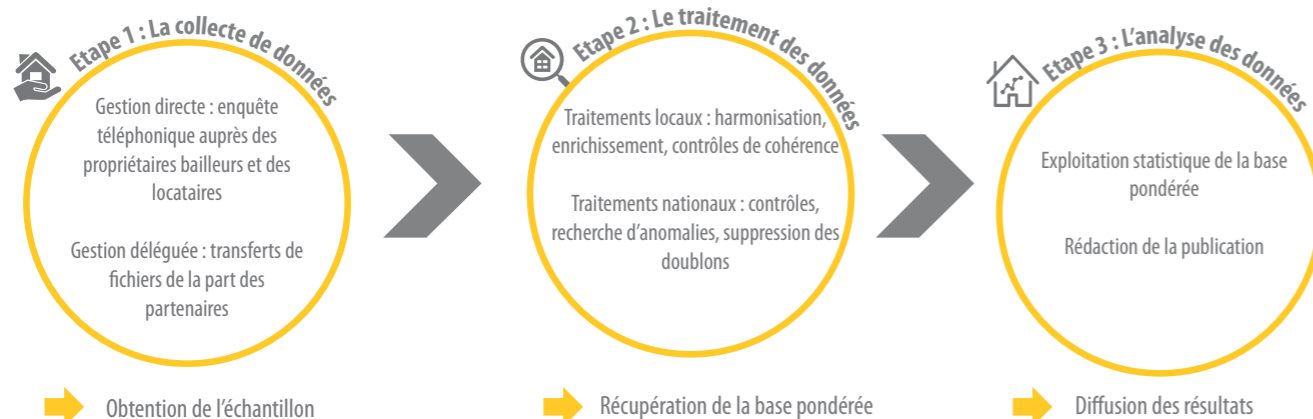 Etape 1 : La collecte de données
Gestion directe : enquête
téléphonique auprès des
propriétaires bailleurs et des
locataires
Gestion déléguée : transferts de
fichiers de la part des
partenaires
Obtention de l’échantillon
Etape 2 : Le traitement des données
Traitements locaux : harmonisation,
enrichissement, contrôles de cohérence
Traitements nationaux : contrôles,
recherche d’anomalies, suppression des
doublons
Récupération de la base pondérée
Etape 3 : L’analyse des données
Exploitation statistique de la base
pondérée
Rédaction de la publication
Diffusion des résultats